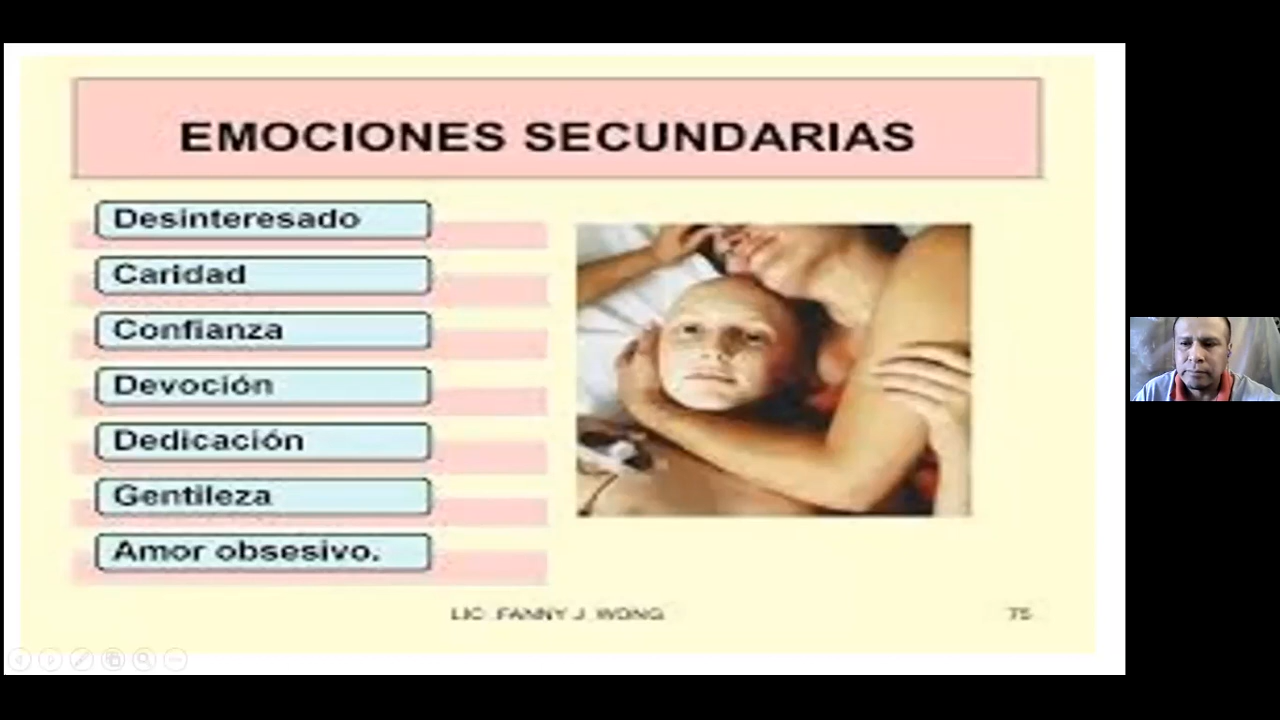 EMOCIONES SECUNDARIAS
Desinteresado
Caridad
Confianza
Devoción
Dedicación
Gentileza
Amor obsesivo.
LIC. FANNY J. WONG
75